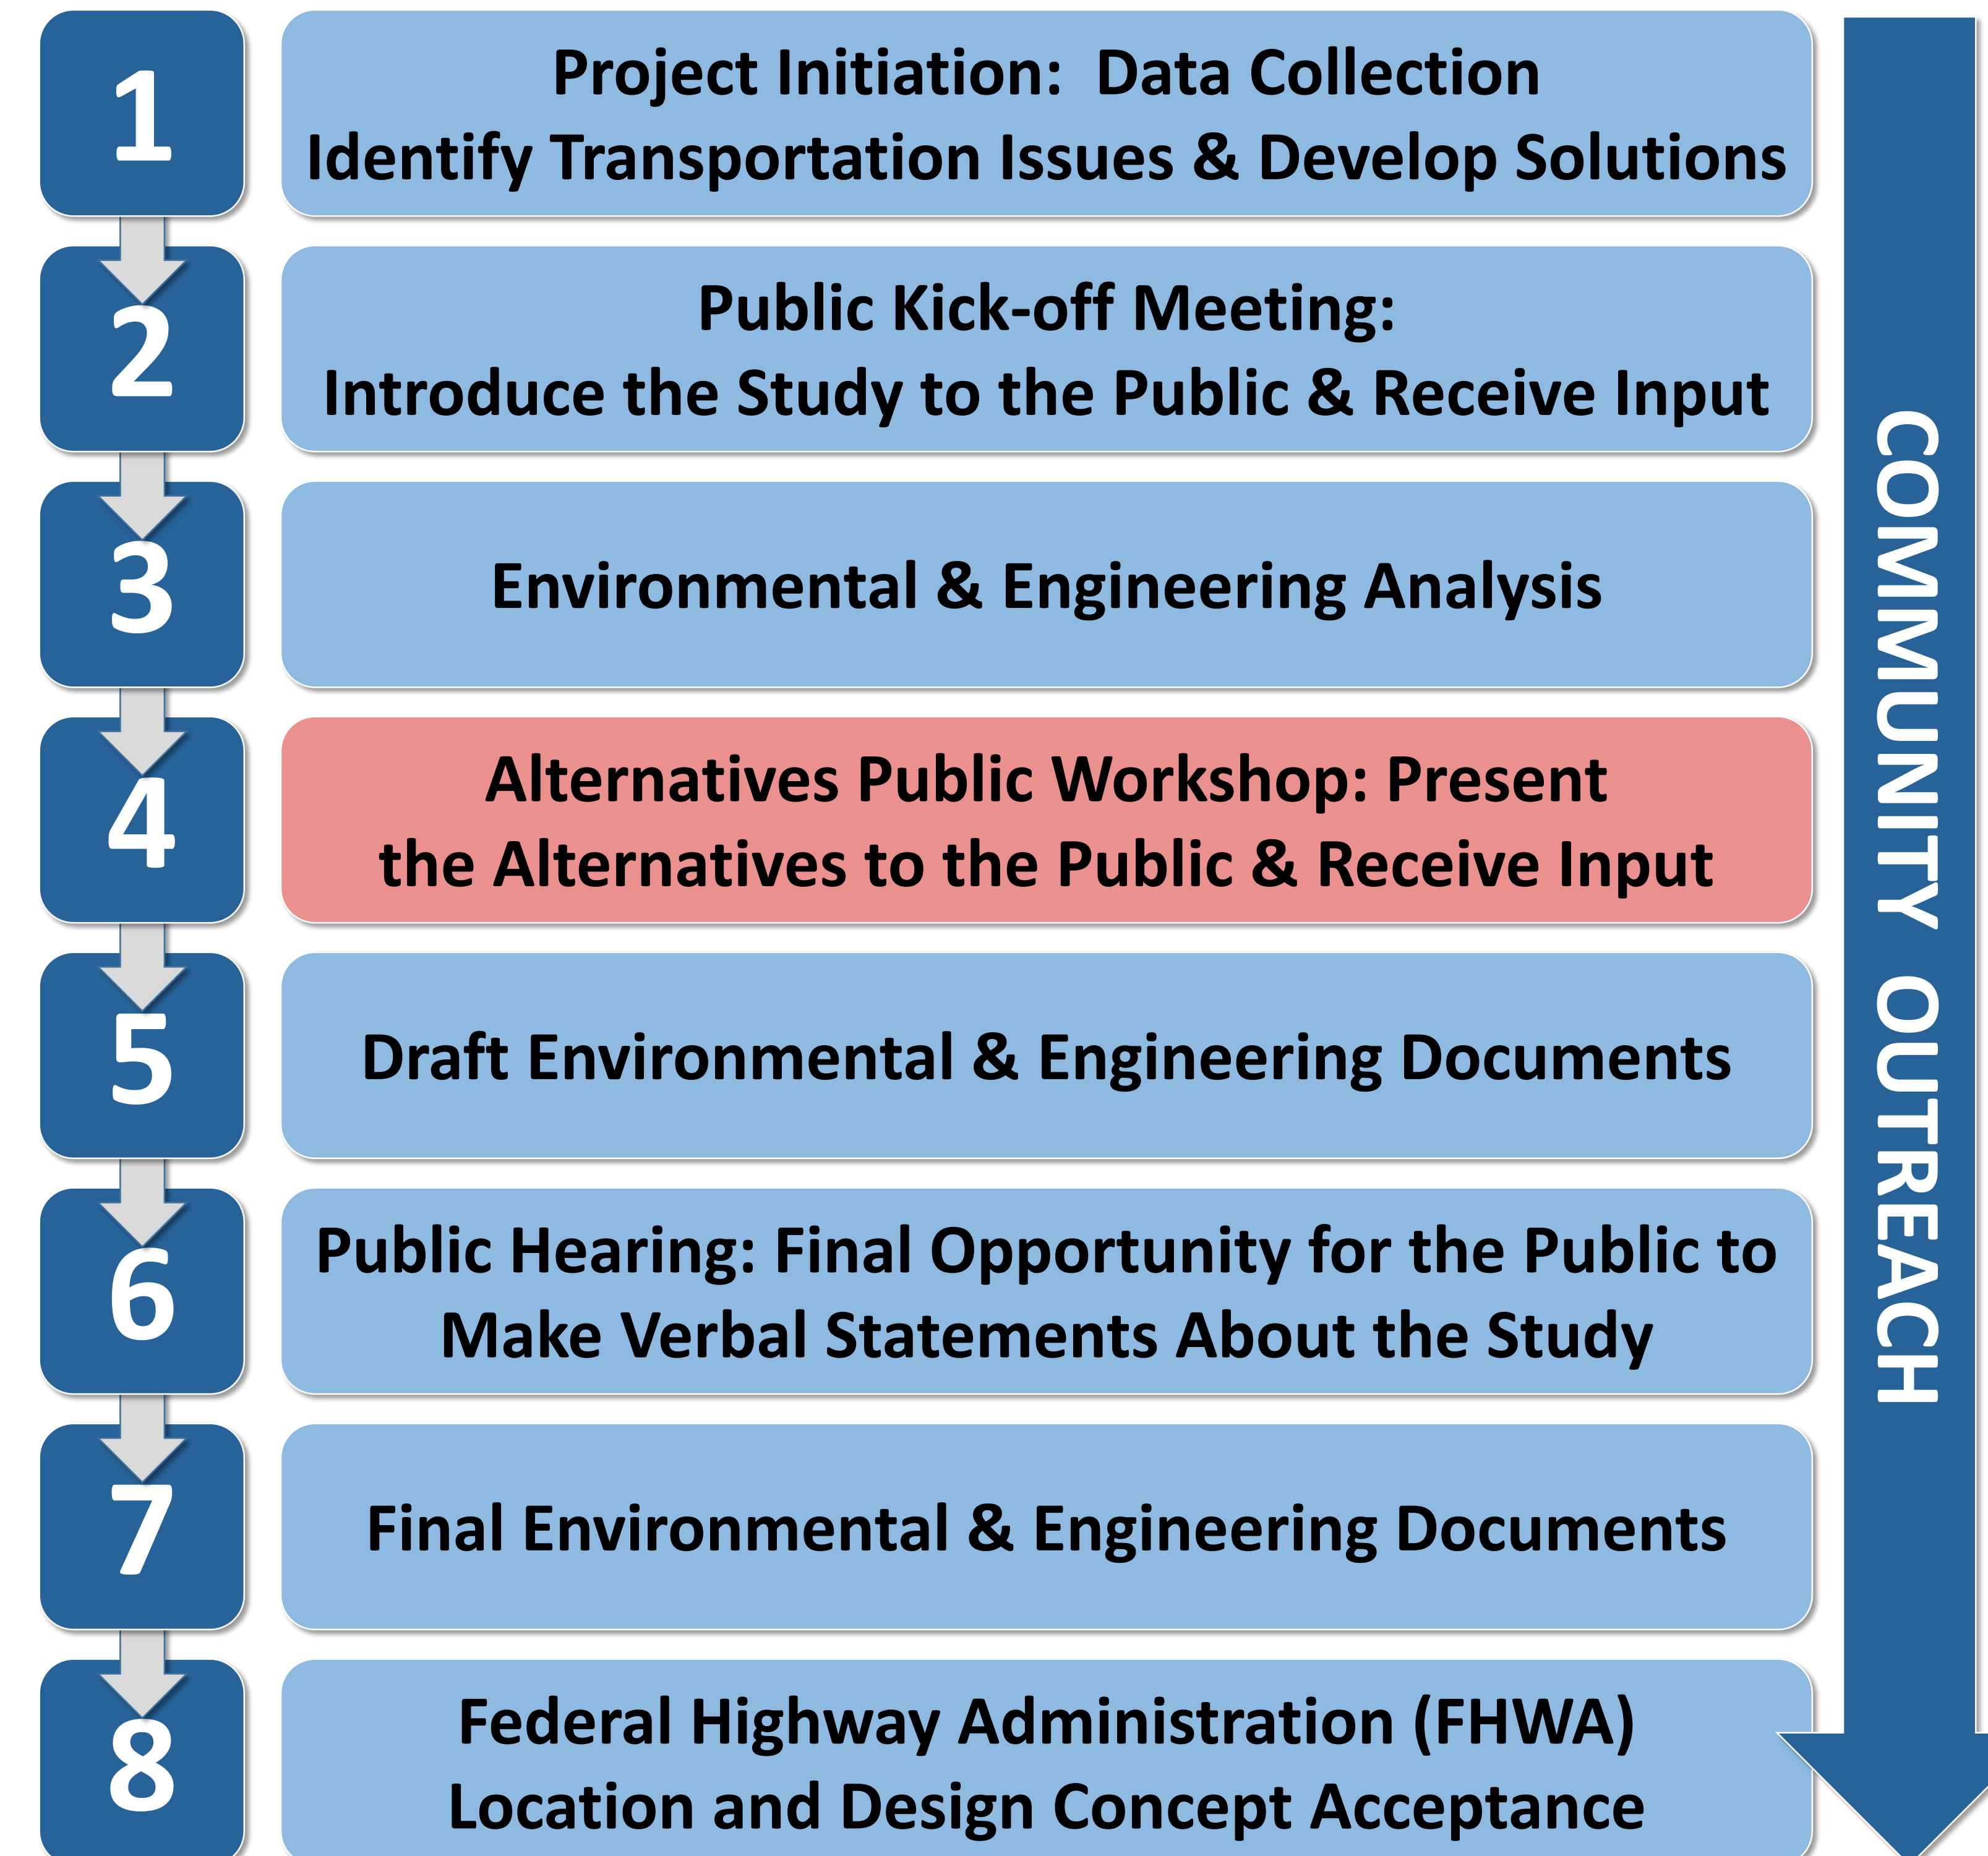 1
Project Initiation:  Data Collection
Identify Transportation Issues & Develop Solutions
2
Public Kick-off Meeting:
Introduce the Study to the Public & Receive Input
3
Environmental & Engineering Analysis
4
Alternatives Public Workshop: Present
the Alternatives to the Public & Receive Input
5
Draft Environmental & Engineering Documents
6
Public Hearing: Final Opportunity for the Public to
Make Verbal Statements About the Study
7
Final Environmental & Engineering Documents
8
Federal Highway Administration (FHWA)
Location and Design Concept Acceptance
COMMUNITY OUTREACH